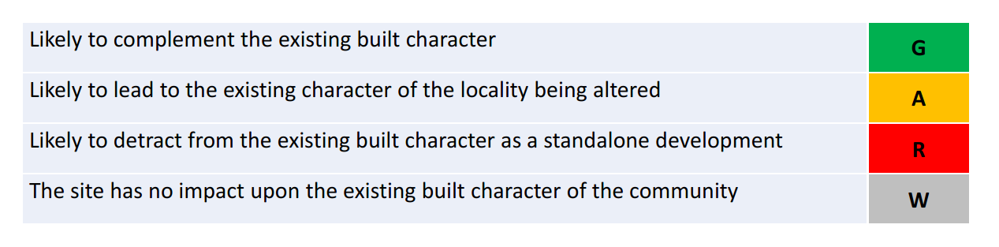 Likely to complement the existing built character G
Likely to lead to the existing character of the locality being altered A
Likely to detract from the existing built character as a standalone development R
The site has no impact upon the existing built character of the community W